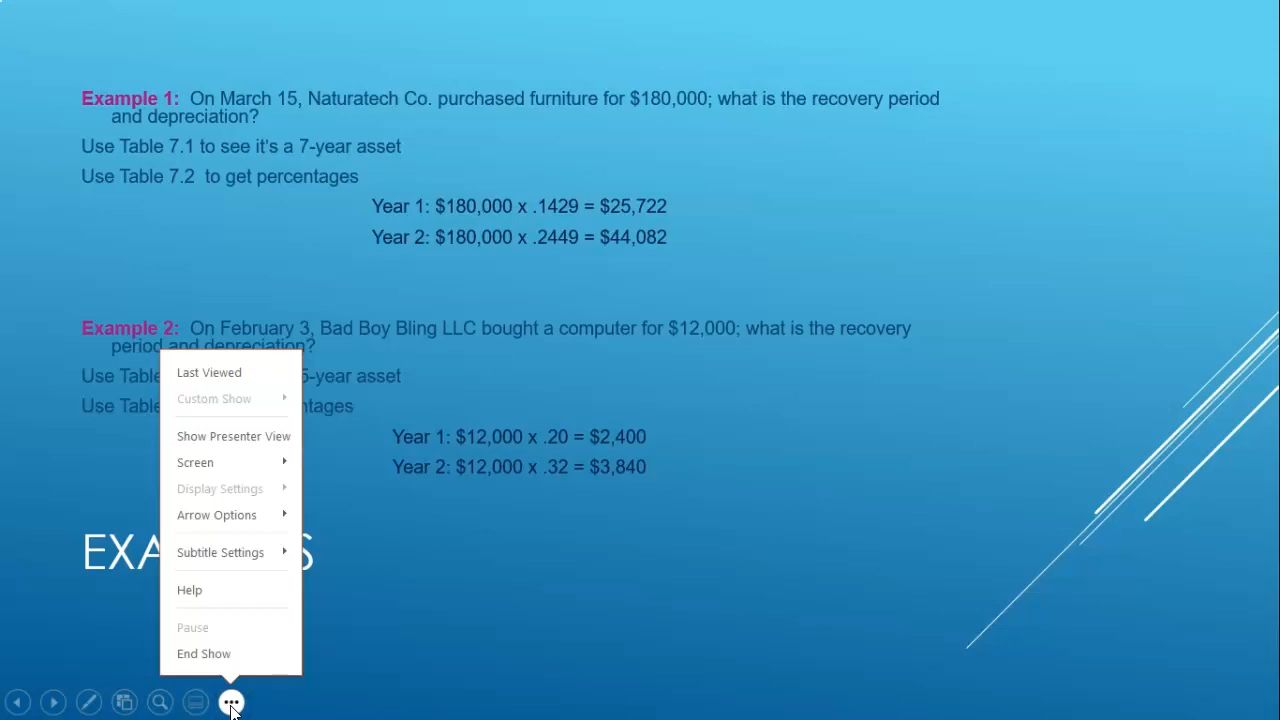 Example 1: On March 15, Naturatech Co. purchased furniture for $180,000; what is the recovery period
and depreciation?
Use Table 7.1 to see it's a 7-year asset
Use Table 7.2 to get percentages
Year 1: $180,000 x .1429 = $25,722
Year 2: $180,000 x .2449 = $44,082
Example 2: On February 3, Bad Boy Bling LLC bought a computer for $12,000; what is the recovery
period and depreciation?
Use Table 5-year asset
Use Table
Year 1: $12,000 x .20 = $2,400
Year 2: $12,000 x .32 = $3,840
Last Viewed
Custom Show
Show Presenter View
Screen
Display Settings
Arrow Options
Subtitle Settings
Help
Pause
End Show